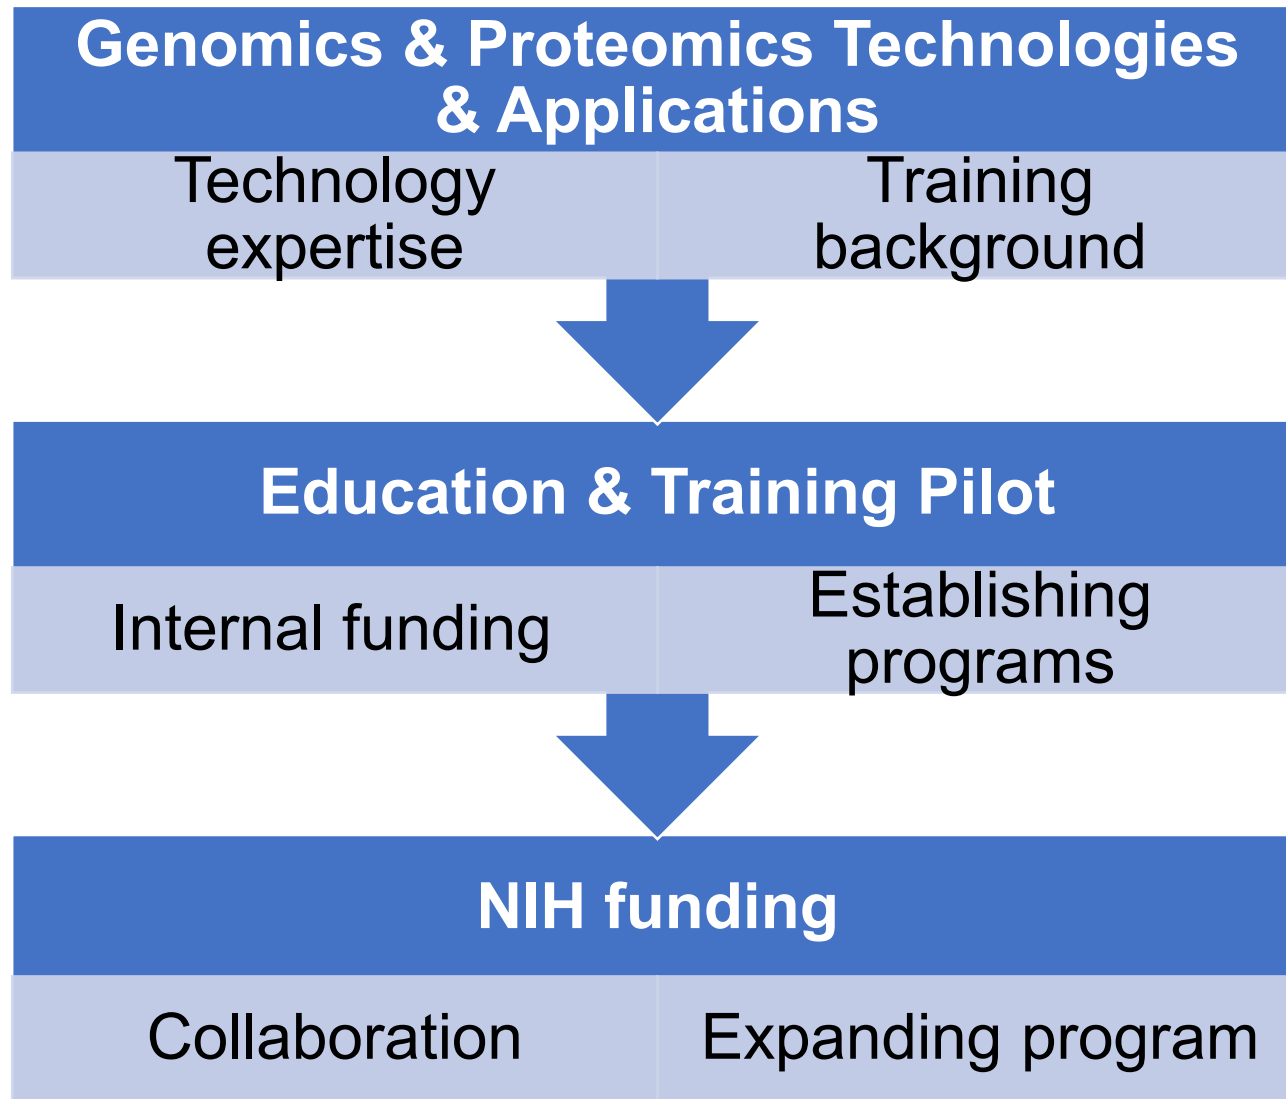 Genomics & Proteomics Technologies
& Applications
Technology
expertise
Training
background
Education & Training Pilot
Internal funding
Establishing
programs
NIH funding
Collaboration
Expanding program